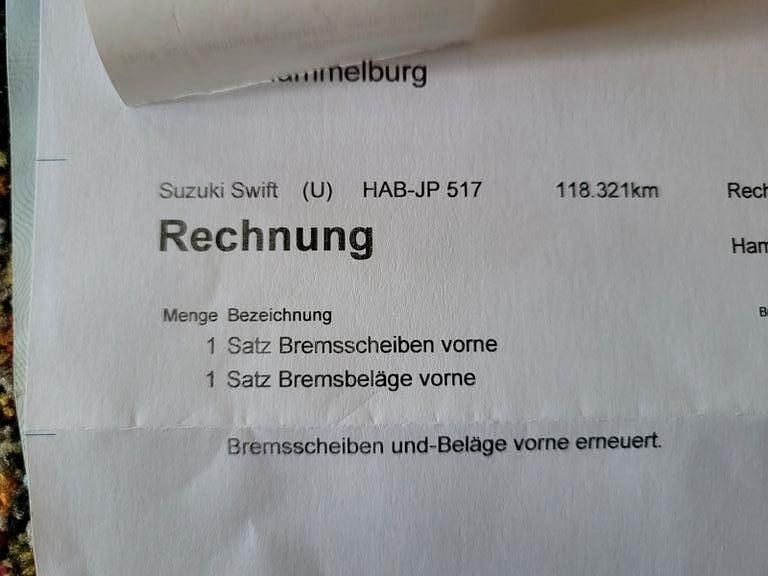 Hammelburg
Suzuki Swift (U) HAB-JP 517 118.321km
Rechnung
Menge Bezeichnung
1 Satz Bremsscheiben vorne
1 Satz Bremsbeläge vorne
Bremsscheiben und-Beläge vorne erneuert.